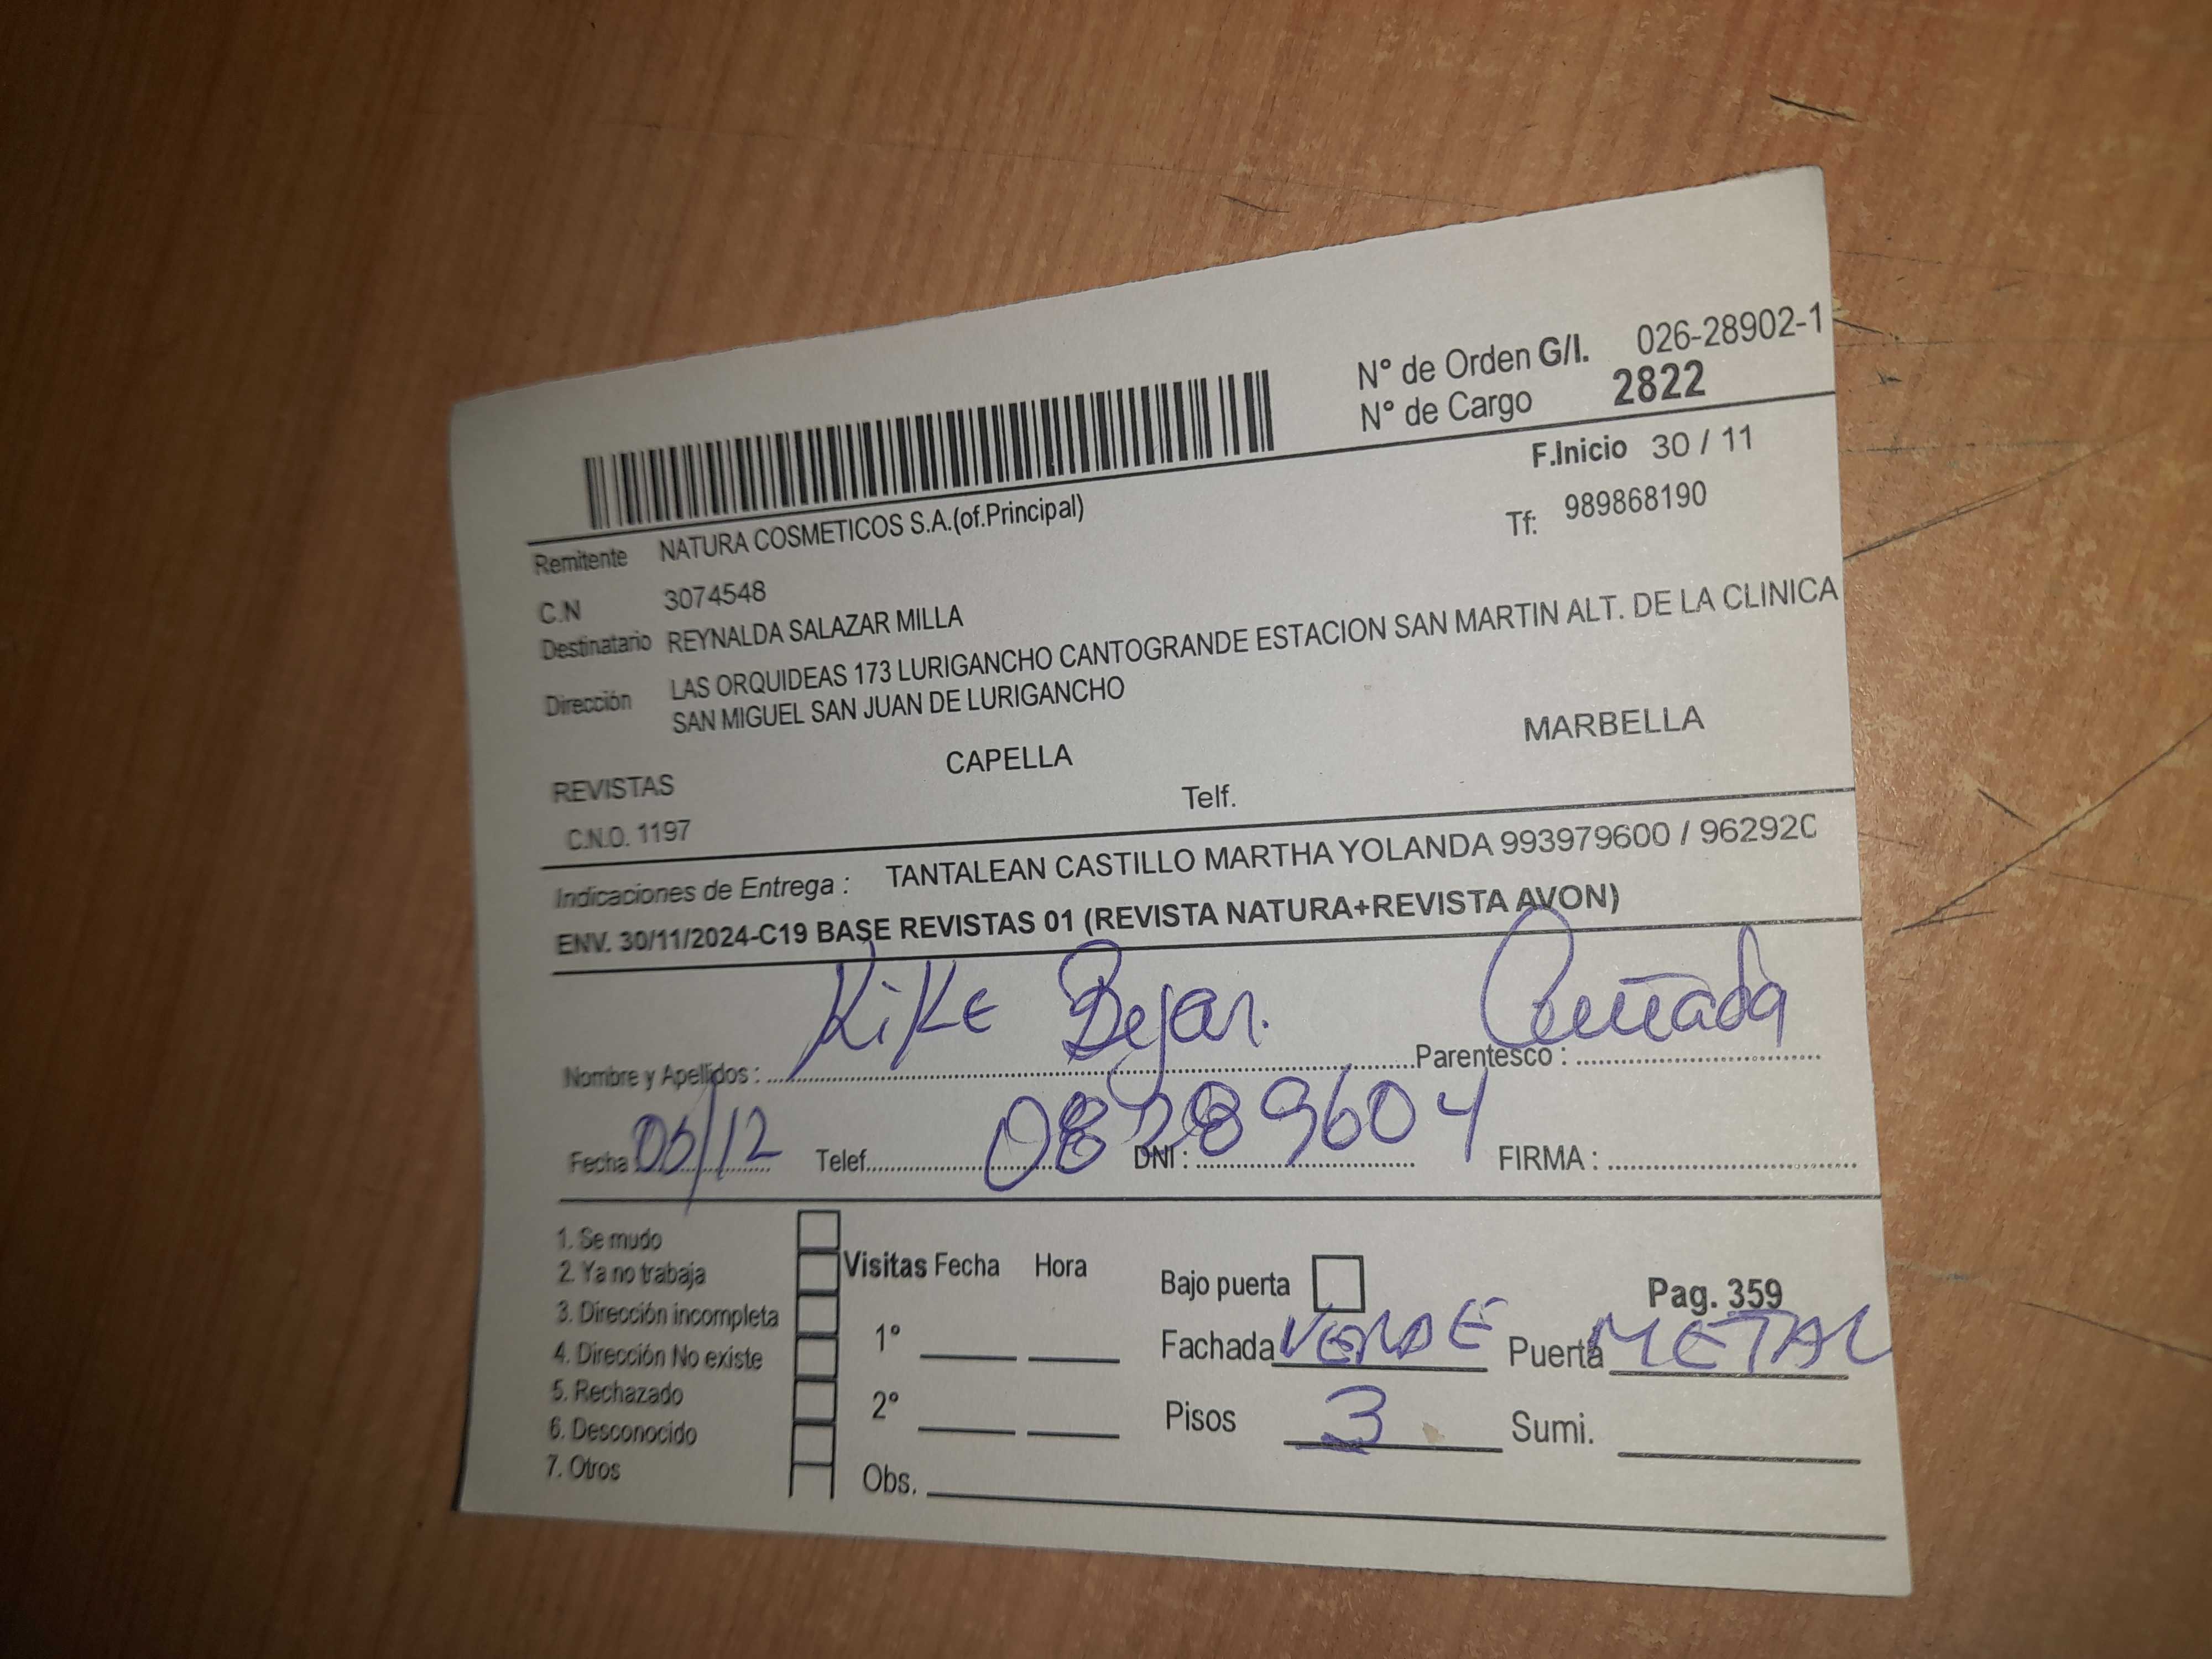 N° de Orden G/I. 026-28902-1
N° de Cargo 2822
F.Inicio 30 / 11
Remitente NATURA COSMETICOS S.A.(of.Principal)
Tf: 989868190
C.N 3074548
Destinatario REYNALDA SALAZAR MILLA
Dirección LAS ORQUIDEAS 173 LURIGANCHO CANTOGRANDE ESTACION SAN MARTIN ALT. DE LA CLINICA
SAN MIGUEL SAN JUAN DE LURIGANCHO
REVISTAS CAPELLA MARBELLA
C.N.O. 1197 Telf.
Indicaciones de Entrega : TANTALEAN CASTILLO MARTHA YOLANDA 993979600 / 96292
ENV. 30/11/2024-C19 BASE REVISTAS 01 (REVISTA NATURA+REVISTA AVON)
Nombre y Apellidos : Kike Bejar. Parentesco : Cuñada
Fecha /12 Telef. DNI : 08289604 FIRMA :
1. Se mudo
2. Ya no trabaja
3. Dirección incompleta
4. Dirección No existe
5. Rechazado
6. Desconocido
7. Otros
Visitas Fecha Hora
1°
2°
Obs.
Bajo puerta Pag. 359
Fachada VERDE Puerta METAL
Pisos 3 Sumi.